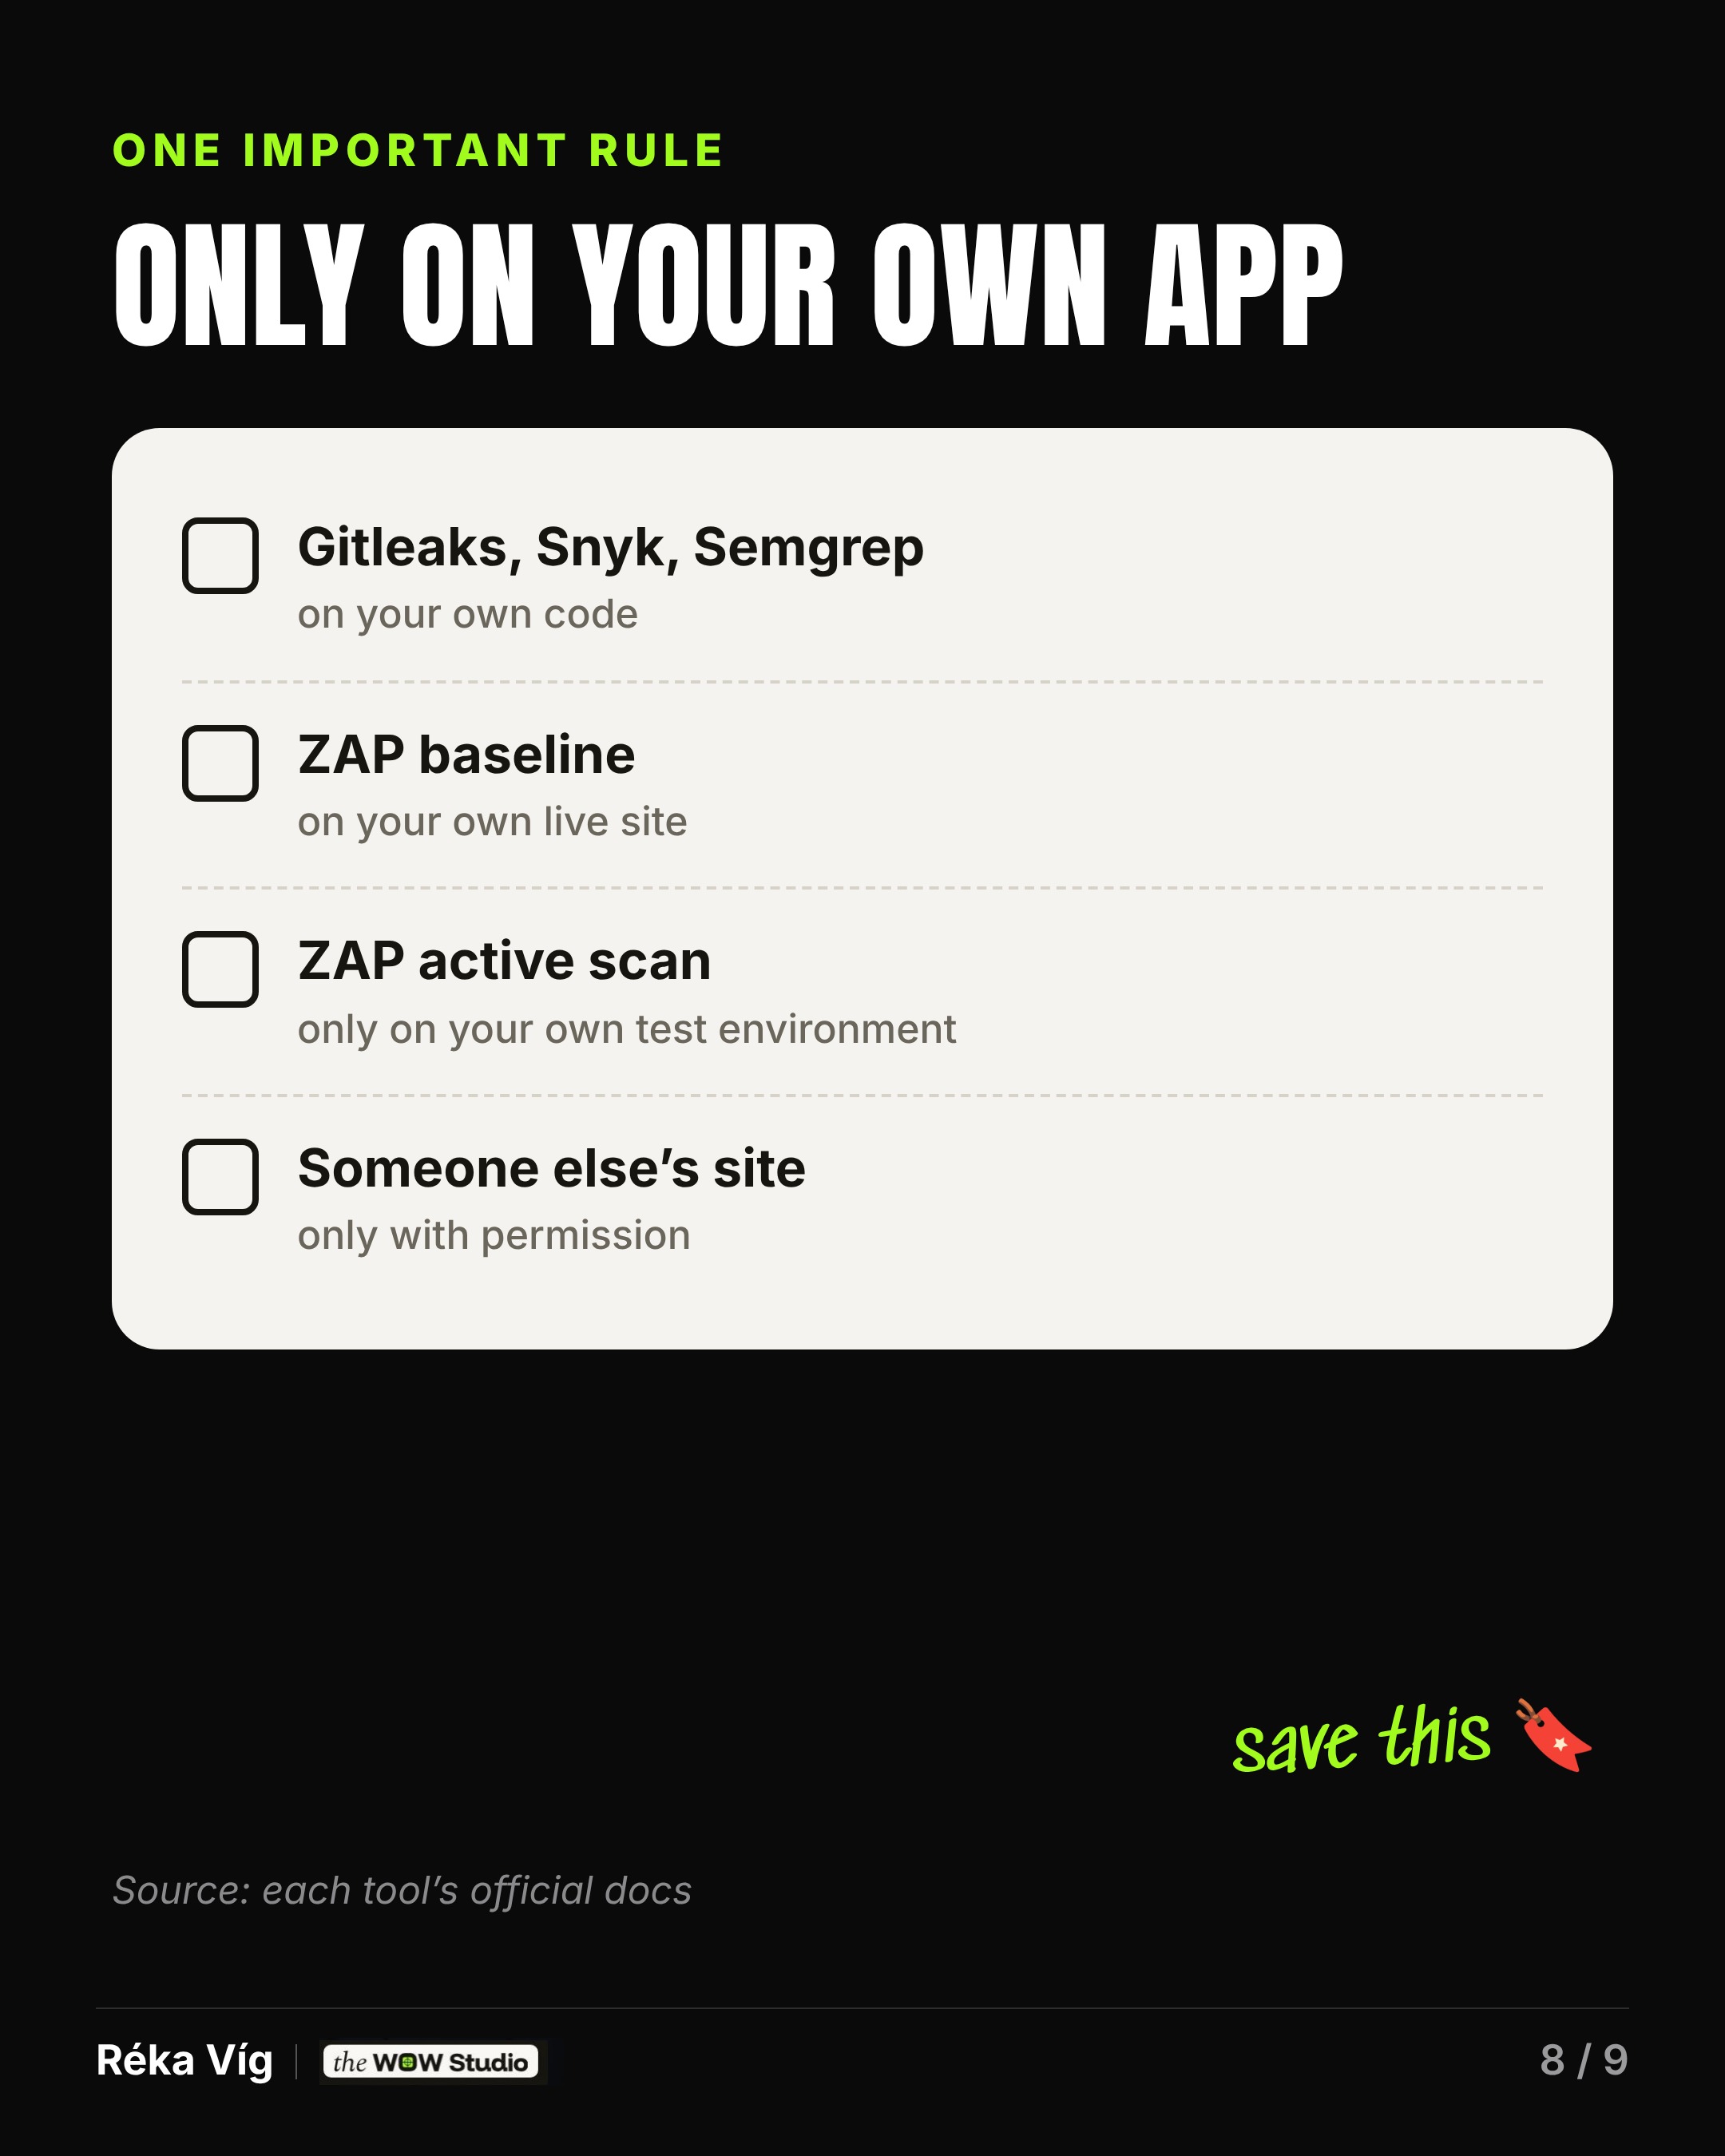 ONE IMPORTANT RULE
ONLY ON YOUR OWN APP
Gitleaks, Snyk, Semgrep
on your own code
ZAP baseline
on your own live site
ZAP active scan
only on your own test environment
Someone else’s site
only with permission
save this
Source: each tool’s official docs
Réka Víg
the WOW Studio
8 / 9